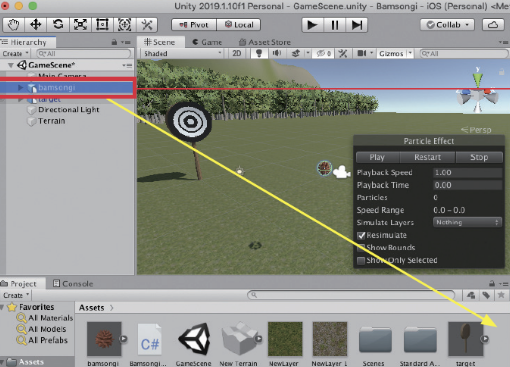 Unity 2019.1.10f1 Personal - GameScene.unity - Bamsongi - iOS (Personal) <Me
Pivot Local Collab
Hierarchy Scene Game Asset Store
Create All Shaded 2D Gizmos All
GameScene*
Main Camera
bamsongi
target
Directional Light
Terrain
Persp
Particle Effect
Play Restart Stop
Playback Speed 1.00
Playback Time 0.00
Particles 0
Speed Range 0.0 - 0.0
Simulate Layers Nothing
Resimulate
Show Bounds
Show Only Selected
Project Console
Create
Favorites
All Materials
All Models
All Prefabs
Assets
Assets
C#
bamsongi Bamsongi... GameScene New Terrain NewLayer NewLayer 1 Scenes Standard A... target